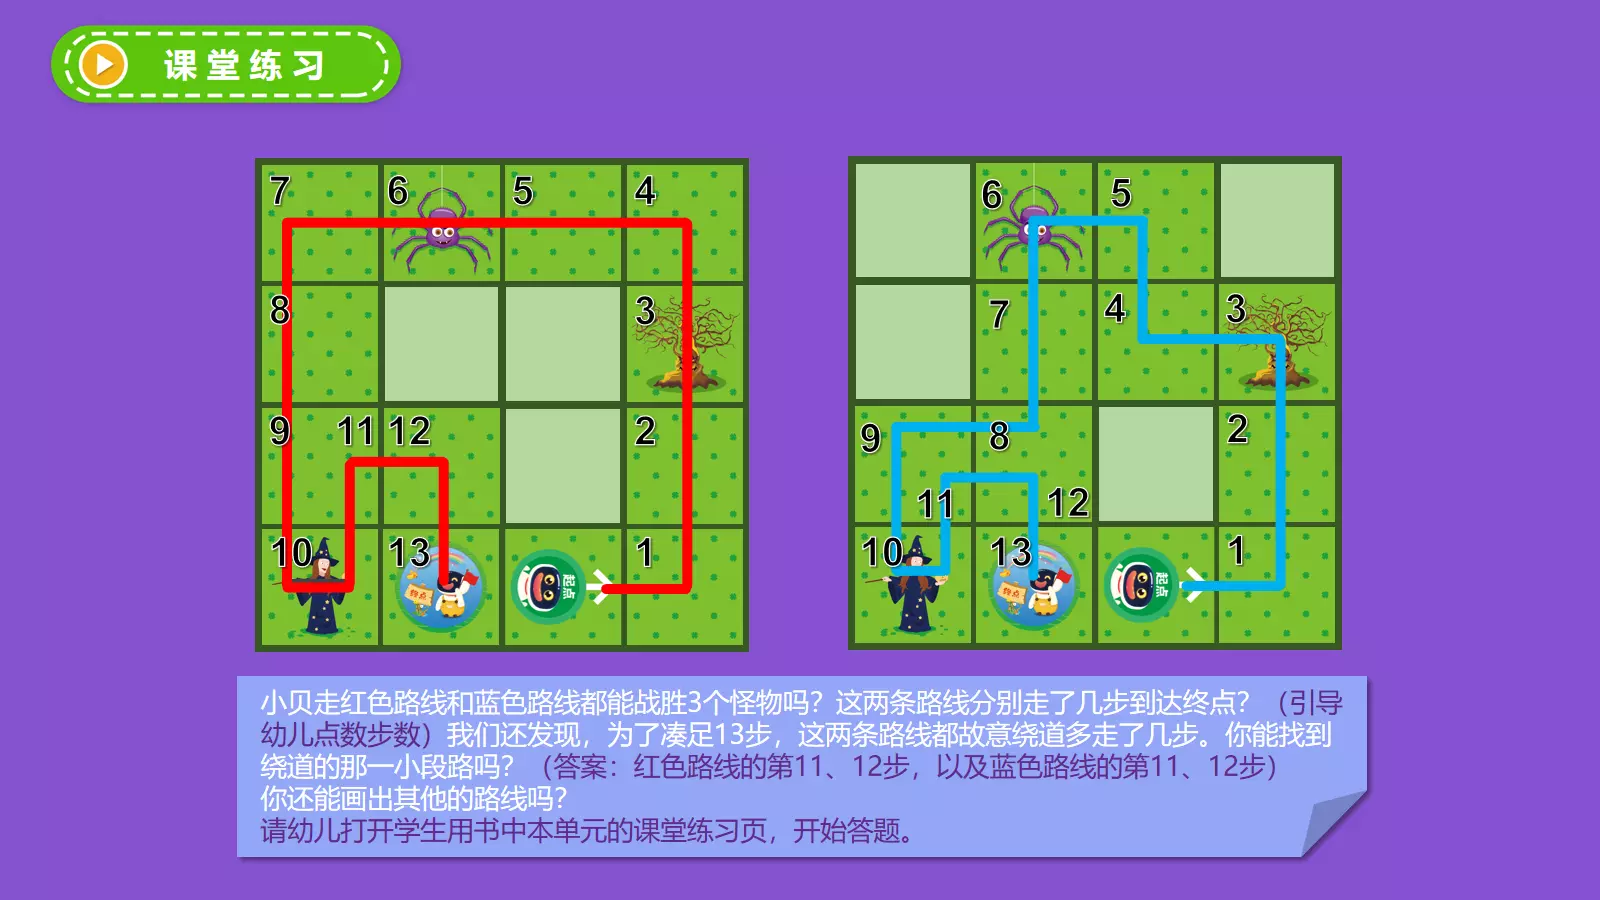 课堂练习
7 6 5 4
8 3
9 11 12 2
10 13 1
终点
起点
6 5
7 4 3
9 8 2
11 12
10 13 1
终点
起点
小贝走红色路线和蓝色路线都能战胜3个怪物吗？这两条路线分别走了几步到达终点？（引导
幼儿点数步数）我们还发现，为了凑足13步，这两条路线都故意绕道多走了几步。你能找到
绕道的那一小段路吗？（答案：红色路线的第11、12步，以及蓝色路线的第11、12步）
你还能画出其他的路线吗？
请幼儿打开学生用书中本单元的课堂练习页，开始答题。